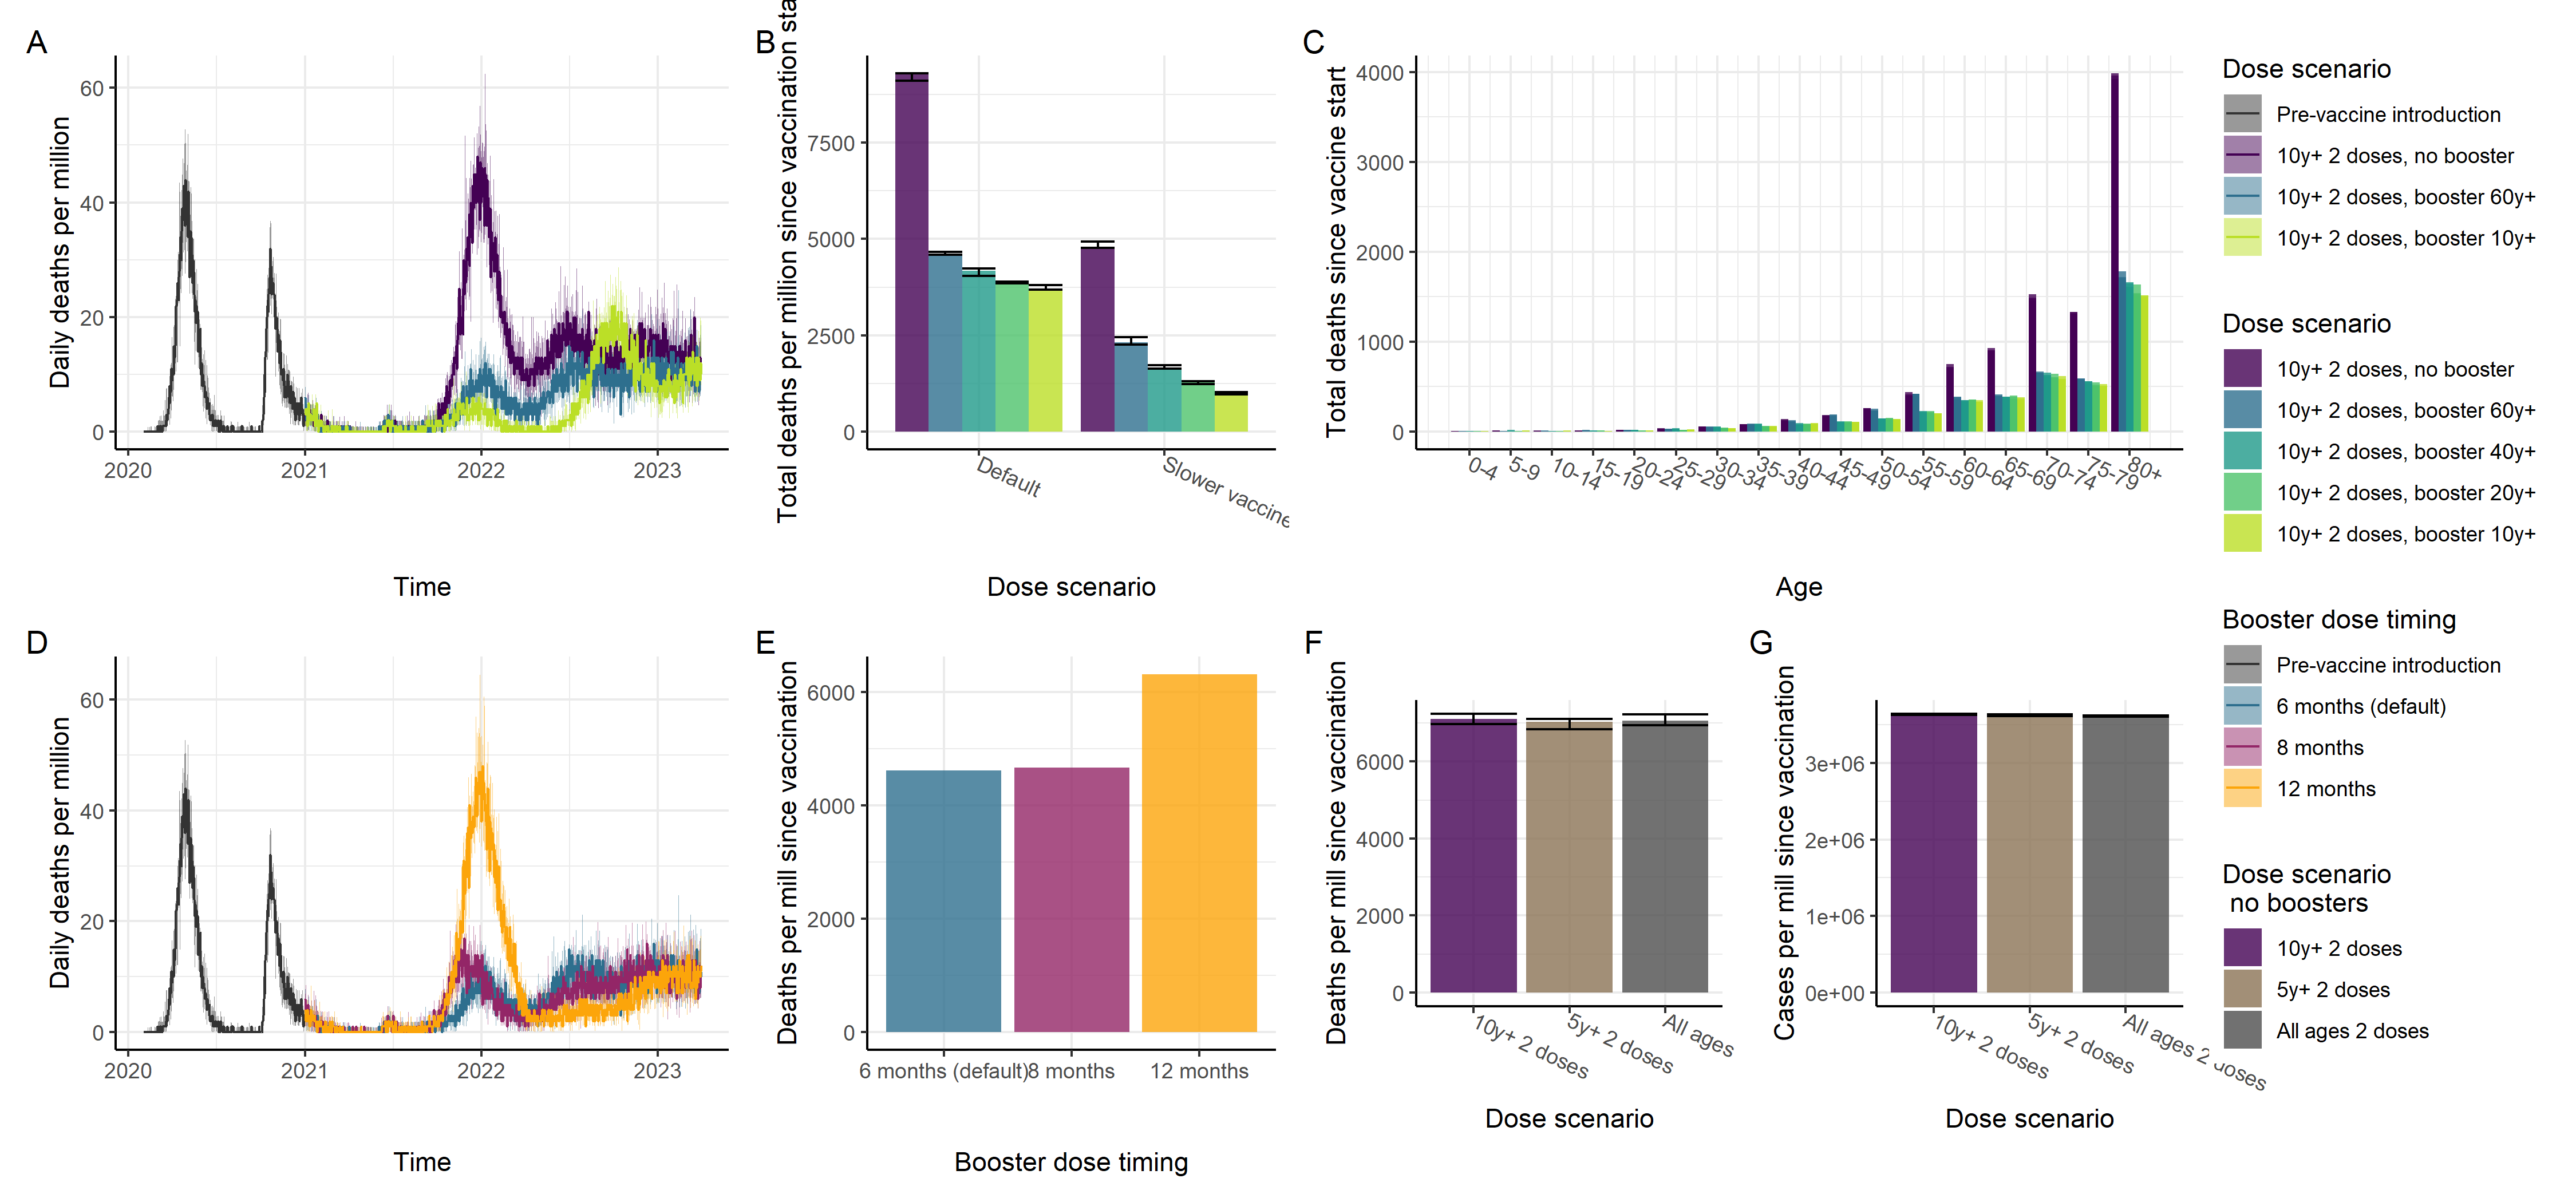 A
Daily deaths per million
60
40
20
0
2020
2021
2022
2023
Time
B
Total deaths per million since vaccination sta
7500
5000
2500
0
Default
Slower vaccine
Dose scenario
C
Total deaths since vaccine start
4000
3000
2000
1000
0
0-4
5-9
10-14
15-19
20-24
25-29
30-34
35-39
40-44
45-49
50-54
55-59
60-64
65-69
70-74
75-79
80+
Age
Dose scenario
Pre-vaccine introduction
10y+ 2 doses, no booster
10y+ 2 doses, booster 60y+
10y+ 2 doses, booster 10y+
Dose scenario
10y+ 2 doses, no booster
10y+ 2 doses, booster 60y+
10y+ 2 doses, booster 40y+
10y+ 2 doses, booster 20y+
10y+ 2 doses, booster 10y+
D
Daily deaths per million
60
40
20
0
2020
2021
2022
2023
Time
E
Deaths per mill since vaccination
6000
4000
2000
0
6 months (default)
8 months
12 months
Booster dose timing
F
Deaths per mill since vaccination
6000
4000
2000
0
10y+ 2 doses
5y+ 2 doses
All ages
Dose scenario
G
Cases per mill since vaccination
3e+06
2e+06
1e+06
0e+00
10y+ 2 doses
5y+ 2 doses
All ages 2 doses
Dose scenario
Booster dose timing
Pre-vaccine introduction
6 months (default)
8 months
12 months
Dose scenario
no boosters
10y+ 2 doses
5y+ 2 doses
All ages 2 doses